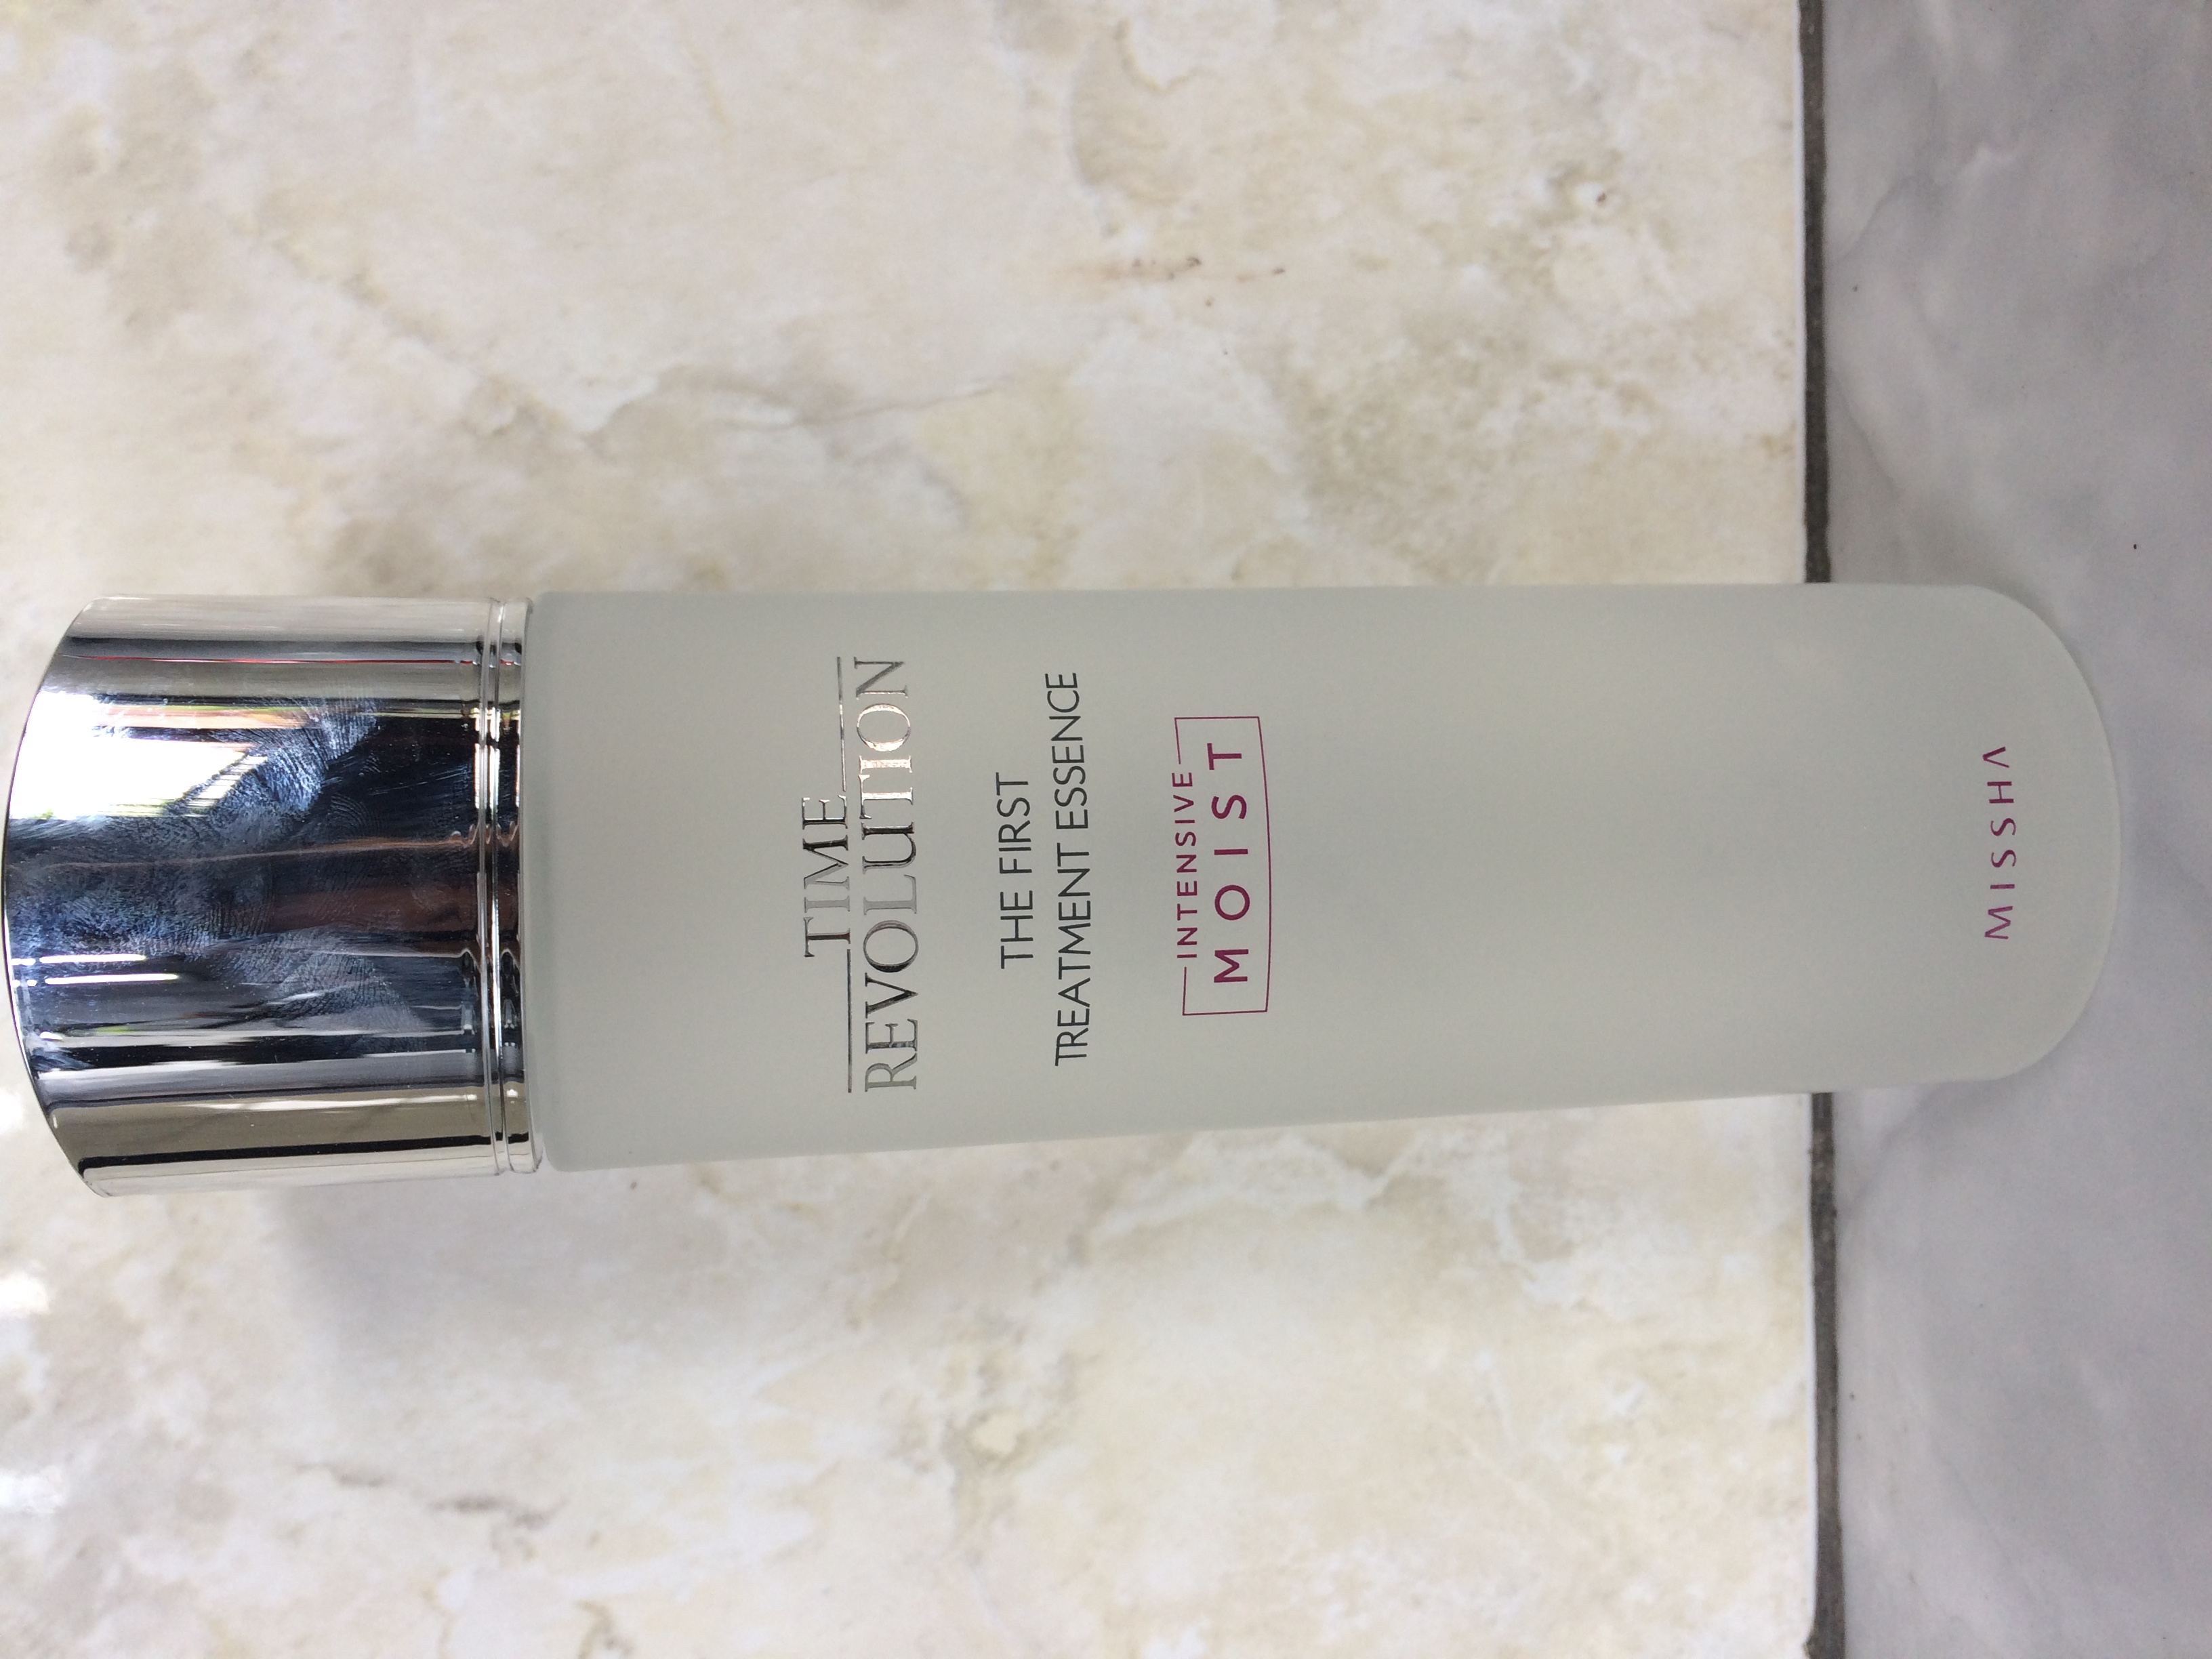 TIME
REVOLUTION
THE FIRST
TREATMENT ESSENCE
INTENSIVE
MOIST
MISSHA